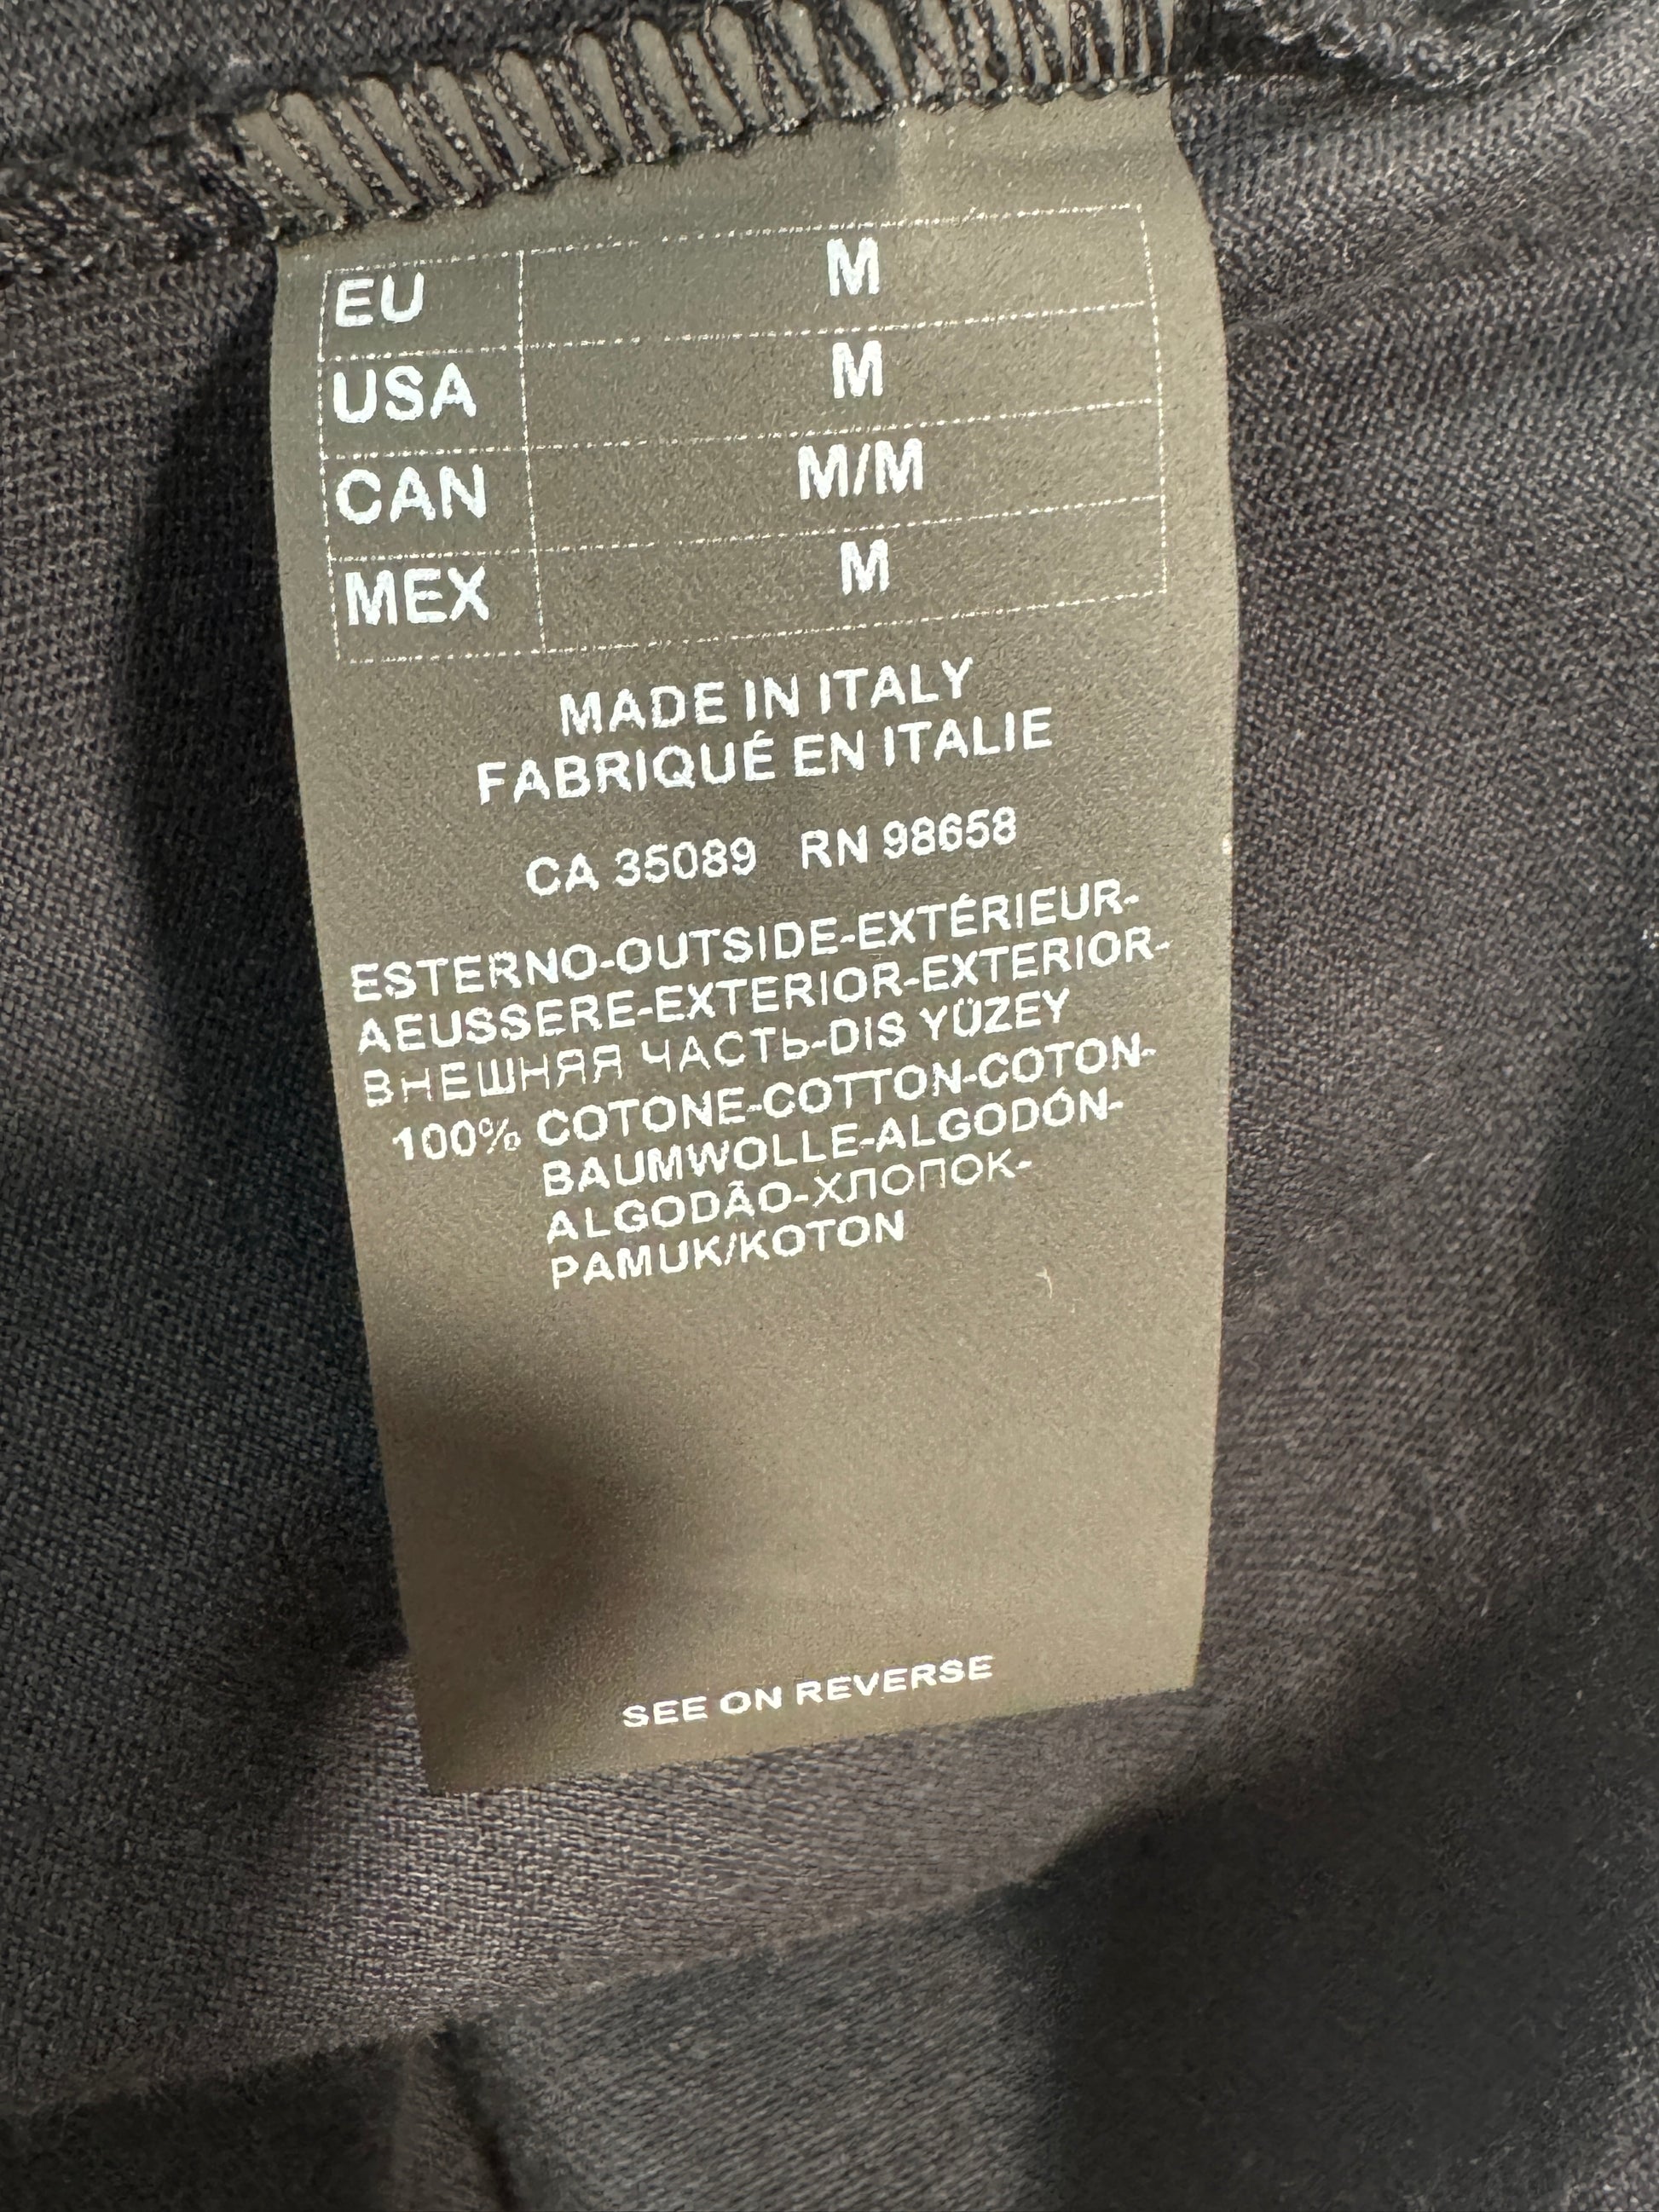 EU M
USA M
CAN M/M
MEX M
MADE IN ITALY
FABRIQUÉ EN ITALIE
CA 35089 RN 98658
ESTERNO-OUTSIDE-EXTÉRIEUR-
AEUSSERE-EXTERIOR-EXTERIOR-
ВНЕШНЯЯ ЧАСТЬ-DIS YÜZEY
100% COTONE-COTTON-COTON-
BAUMWOLLE-ALGODÓN-
ALGODÃO-ХЛОПОК-
PAMUK/KOTON
SEE ON REVERSE